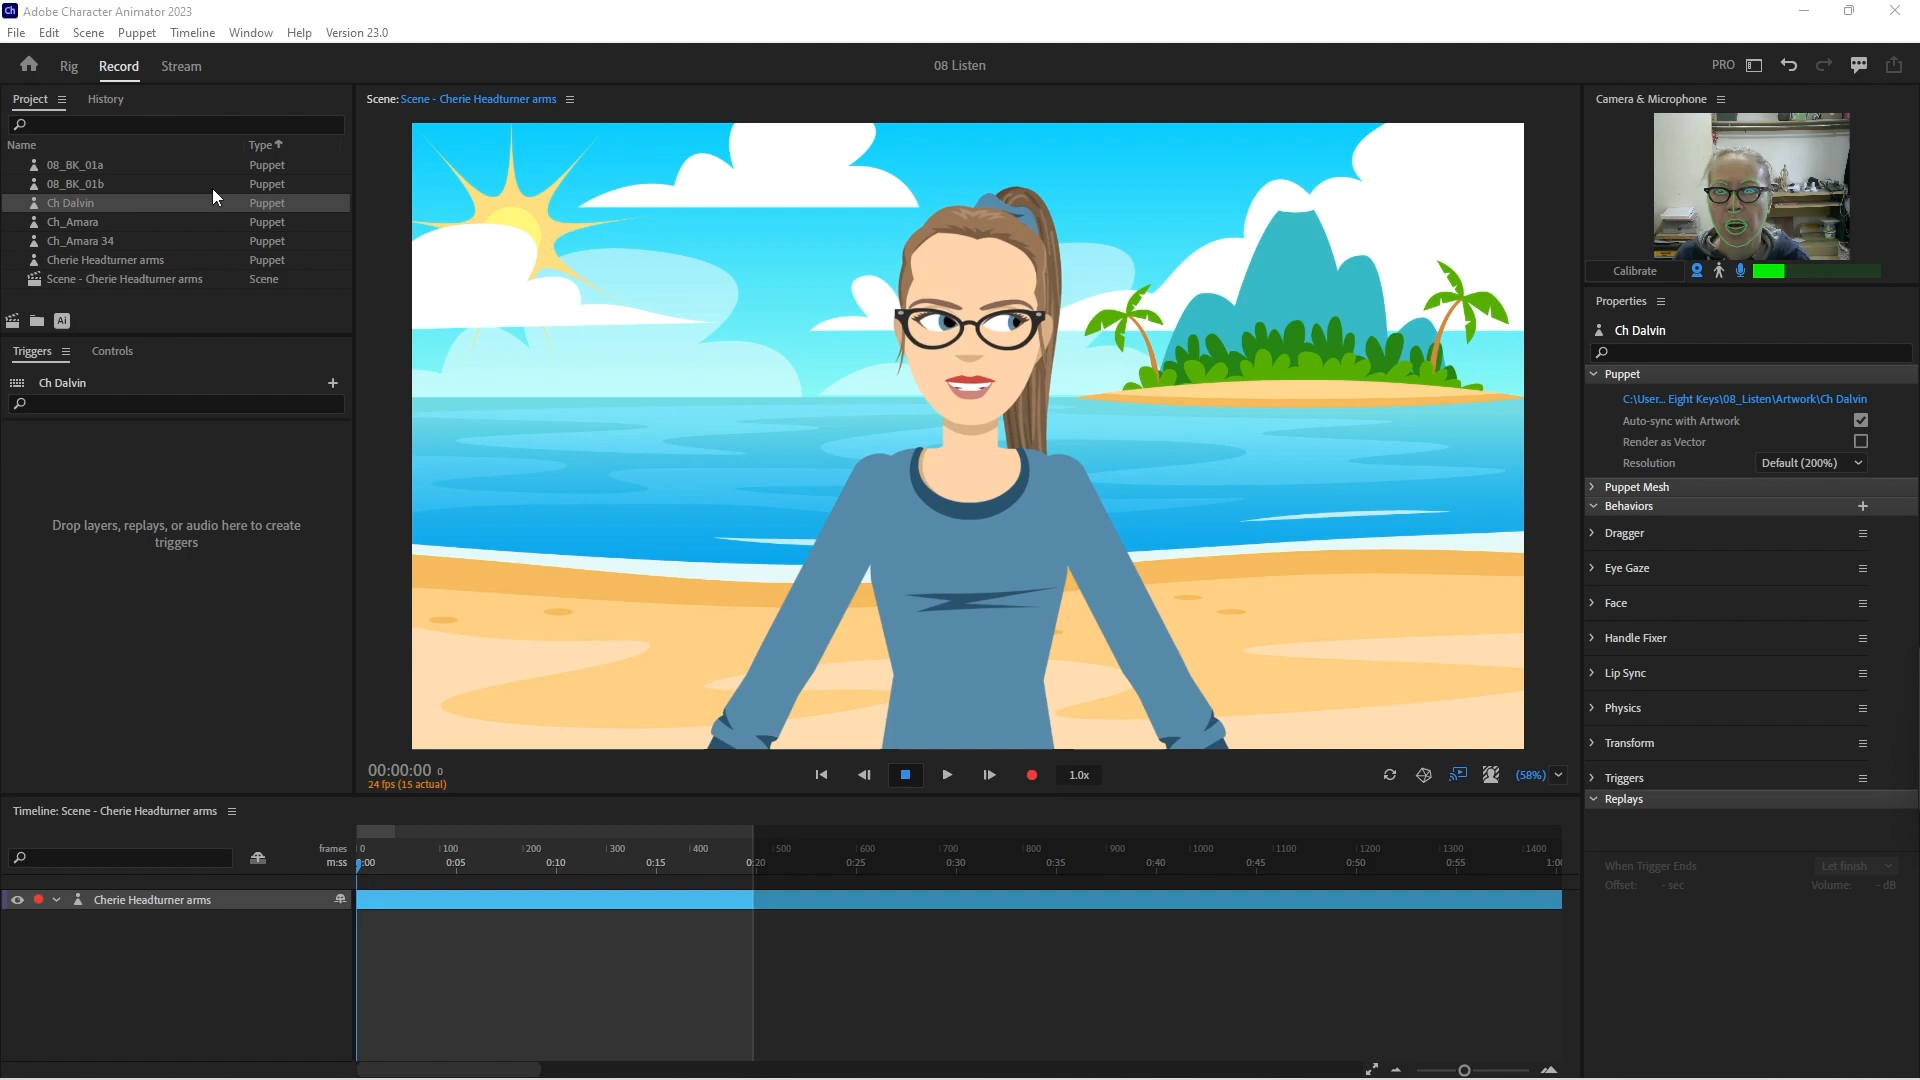 Ch Adobe Character Animator 2023
File Edit Scene Puppet Timeline Window Help Version 23.0
Rig Record Stream 08 Listen PRO
Project History
Name Type
08_BK_01a Puppet
08_BK_01b Puppet
Ch Dalvin Puppet
Ch_Amara Puppet
Ch_Amara 34 Puppet
Cherie Headturner arms Puppet
Scene - Cherie Headturner arms Scene
Ai
Triggers Controls
Ch Dalvin
Drop layers, replays, or audio here to create
triggers
Scene: Scene - Cherie Headturner arms
00:00:00 0
24 fps (15 actual)
1.0x
(58%)
Camera & Microphone
Calibrate
Properties
Ch Dalvin
Puppet
C:\User... Eight Keys\08_Listen\Artwork\Ch Dalvin
Auto-sync with Artwork
Render as Vector
Resolution Default (200%)
Puppet Mesh
Behaviors
Dragger
Eye Gaze
Face
Handle Fixer
Lip Sync
Physics
Transform
Triggers
Replays
When Trigger Ends Let finish
Offset: - sec Volume: - dB
Timeline: Scene - Cherie Headturner arms
frames 0 100 200 300 400 500 600 700 800 900 1000 1100 1200 1300 1400
m:ss 0:00 0:05 0:10 0:15 0:20 0:25 0:30 0:35 0:40 0:45 0:50 0:55 1:0
Cherie Headturner arms